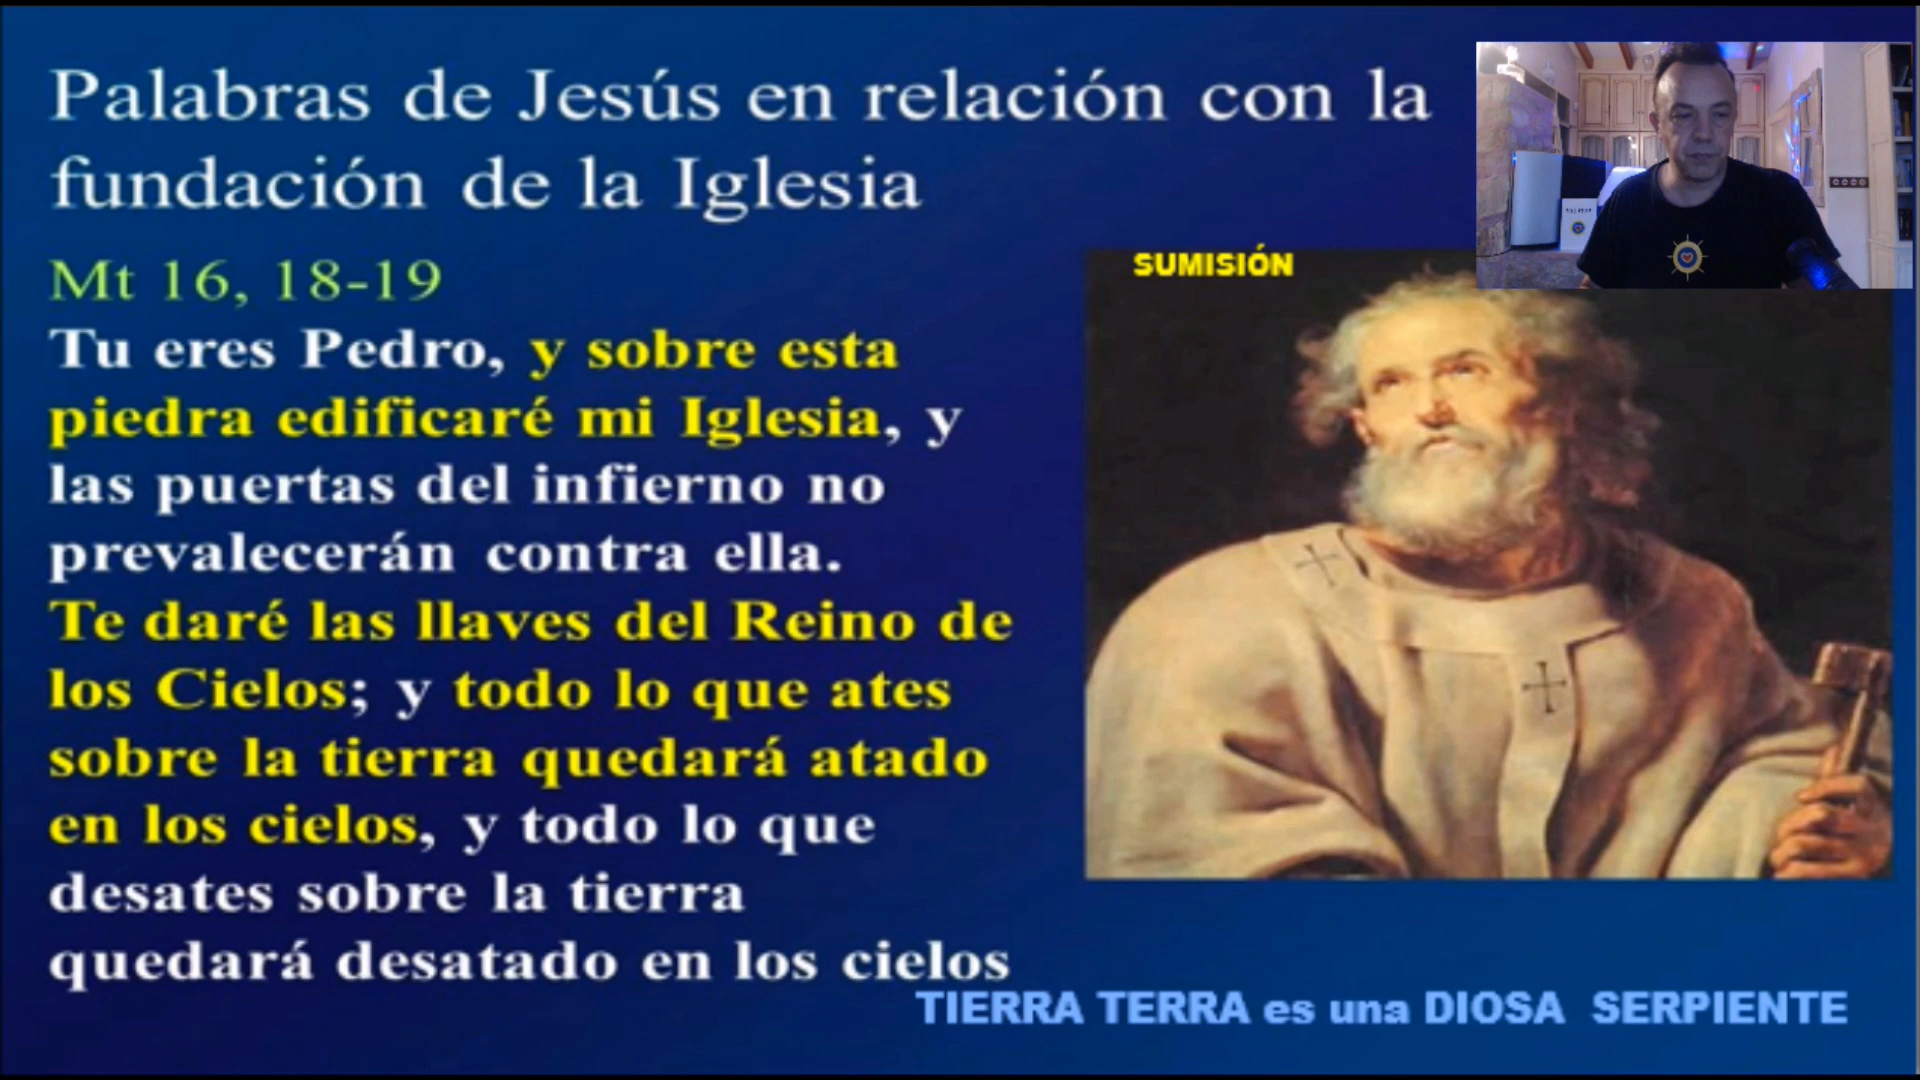 Palabras de Jesús en relación con la
fundación de la Iglesia
Mt 16, 18-19
Tu eres Pedro, y sobre esta
piedra edificaré mi Iglesia, y
las puertas del infierno no
prevalecerán contra ella.
Te daré las llaves del Reino de
los Cielos; y todo lo que ates
sobre la tierra quedará atado
en los cielos, y todo lo que
desates sobre la tierra
quedará desatado en los cielos
SUMISIÓN
TIERRA TERRA es una DIOSA SERPIENTE